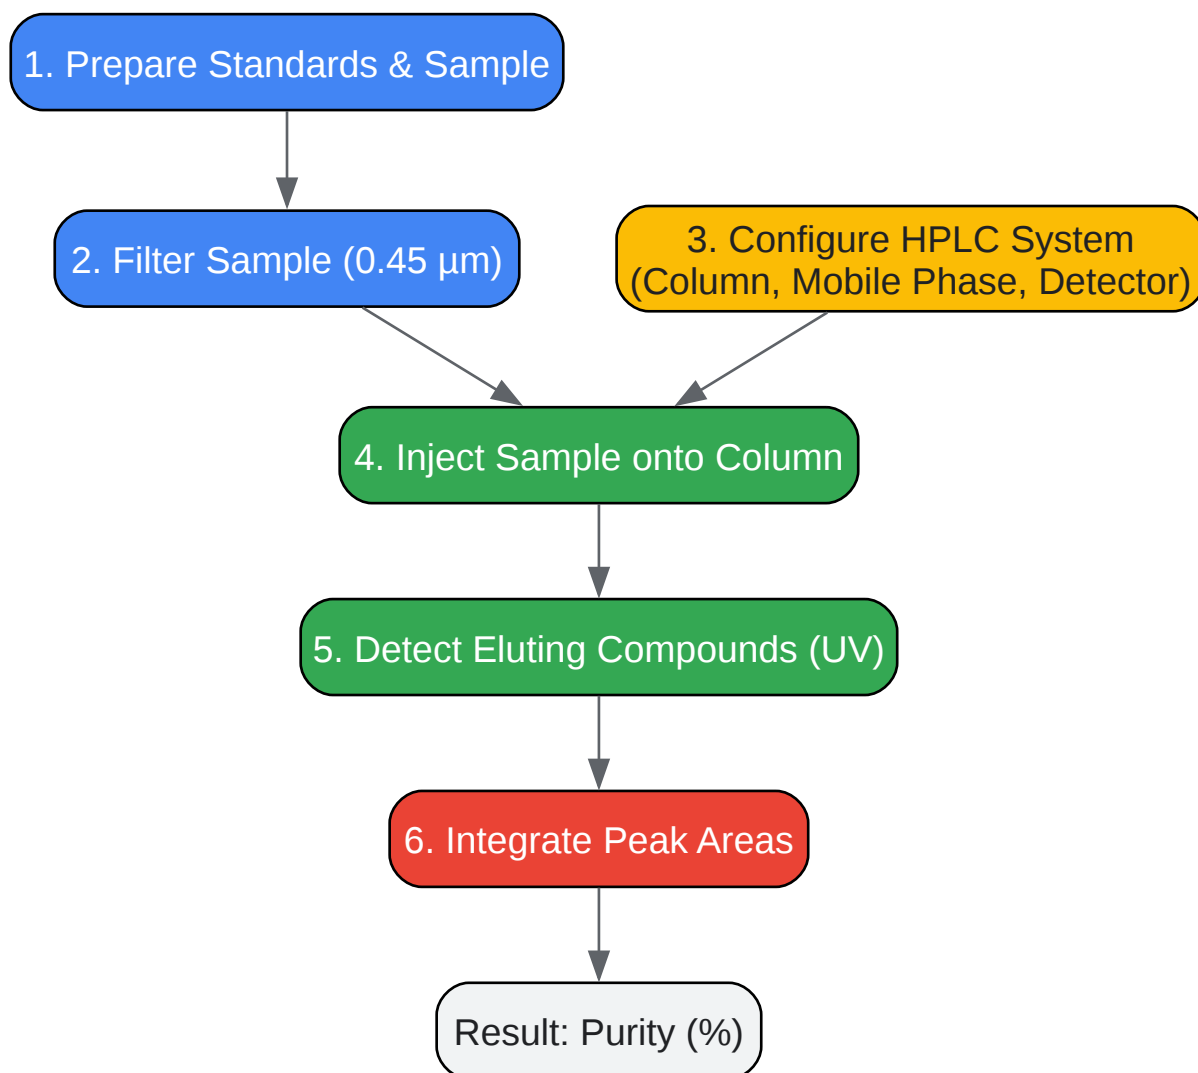 1. Prepare Standards & Sample
2. Filter Sample (0.45 µm)
3. Configure HPLC System
(Column, Mobile Phase, Detector)
4. Inject Sample onto Column
5. Detect Eluting Compounds (UV)
6. Integrate Peak Areas
Result: Purity (%)